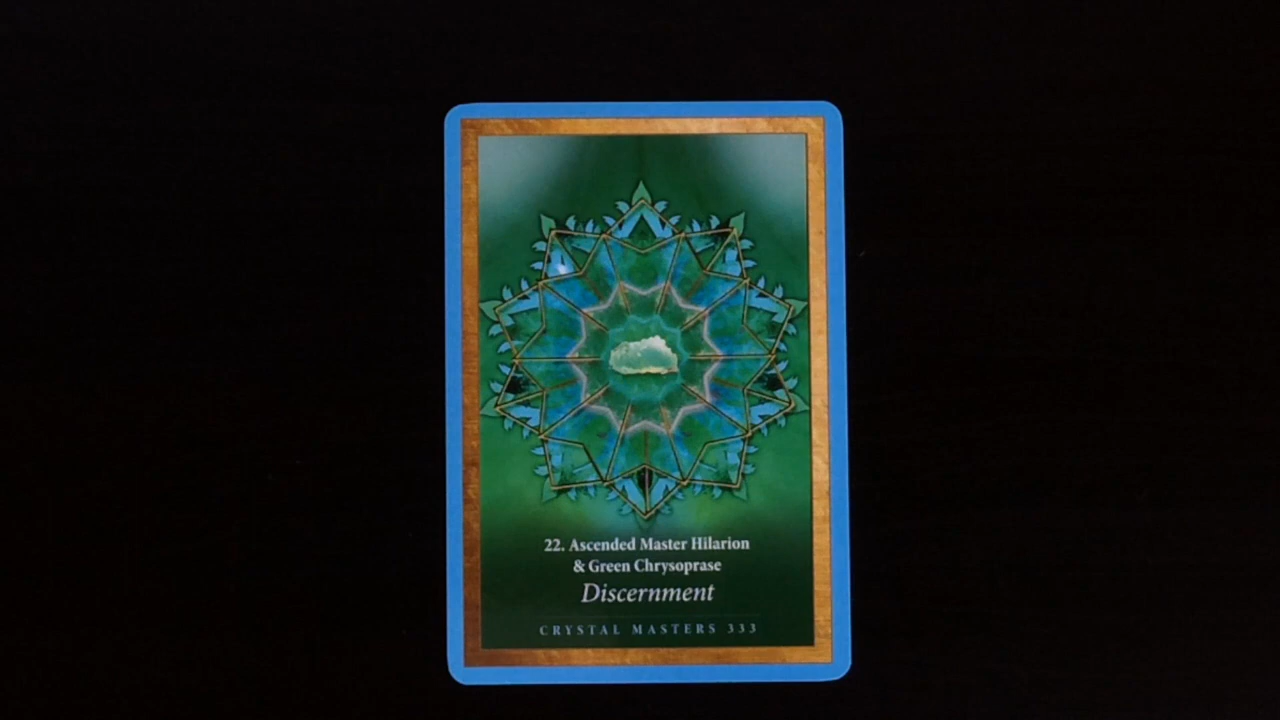 22. Ascended Master Hilarion
& Green Chrysoprase
Discernment
CRYSTAL MASTERS 333